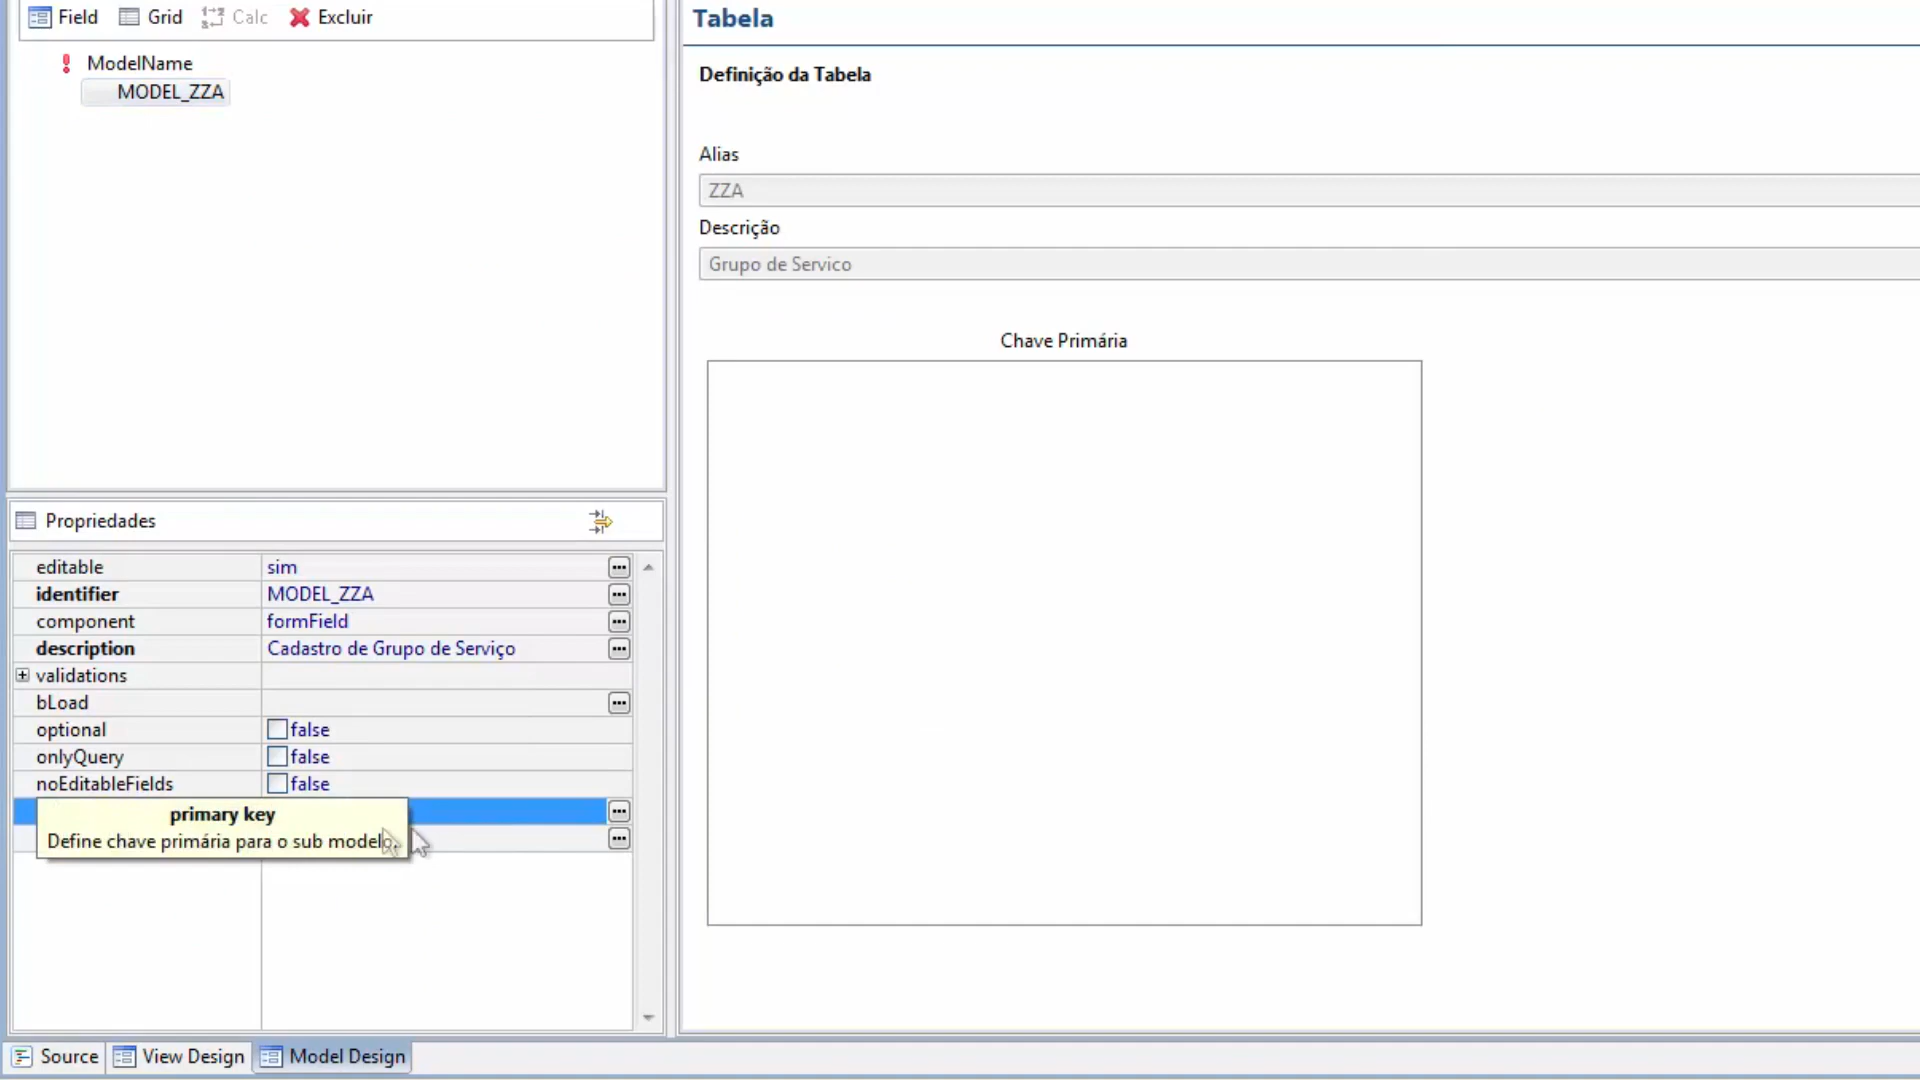 Field Grid Calc Excluir
ModelName
MODEL_ZZA
Propriedades
editable sim
identifier MODEL_ZZA
component formField
description Cadastro de Grupo de Serviço
validations
bLoad
optional false
onlyQuery false
noEditableFields false
primary key
Define chave primária para o sub modelo.
Source View Design Model Design
Tabela
Definição da Tabela
Alias
ZZA
Descrição
Grupo de Servico
Chave Primária